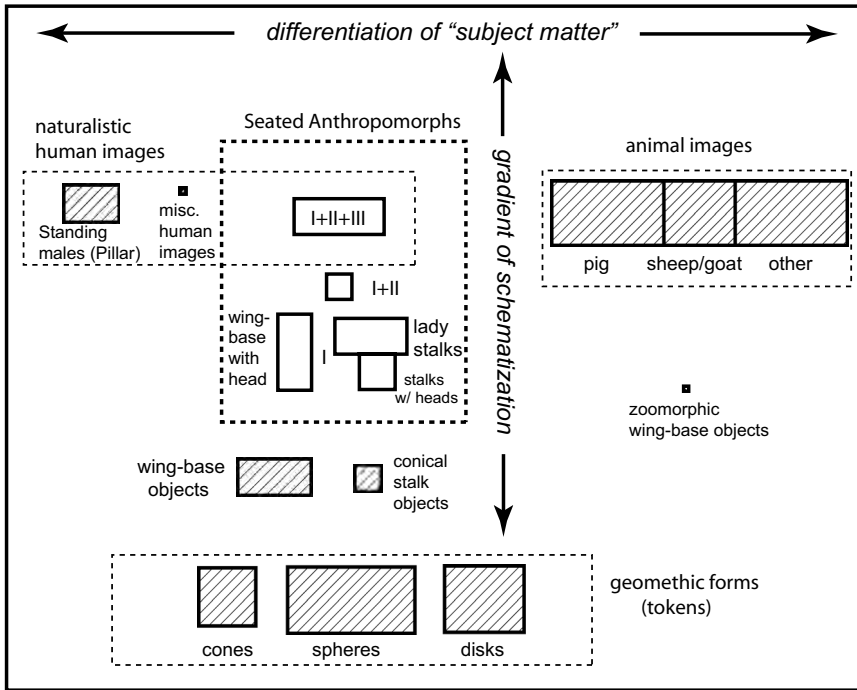 differentiation of “subject matter”
gradient of schematization
naturalistic
human images
Standing
males (Pillar)
misc.
human
images
Seated Anthropomorphs
I+II+III
I+II
wing-
base
with
head
I
lady
stalks
stalks
w/ heads
animal images
pig
sheep/goat
other
zoomorphic
wing-base objects
wing-base
objects
conical
stalk
objects
geomethic forms
(tokens)
cones
spheres
disks